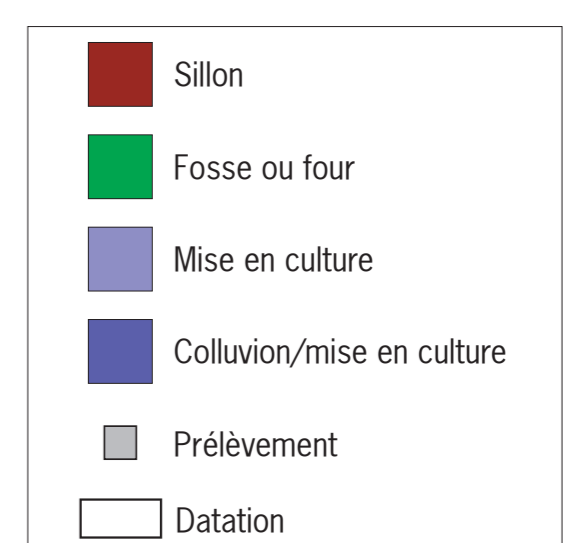 Sillon
Fosse ou four
Mise en culture
Colluvion/mise en culture
Prélèvement
Datation